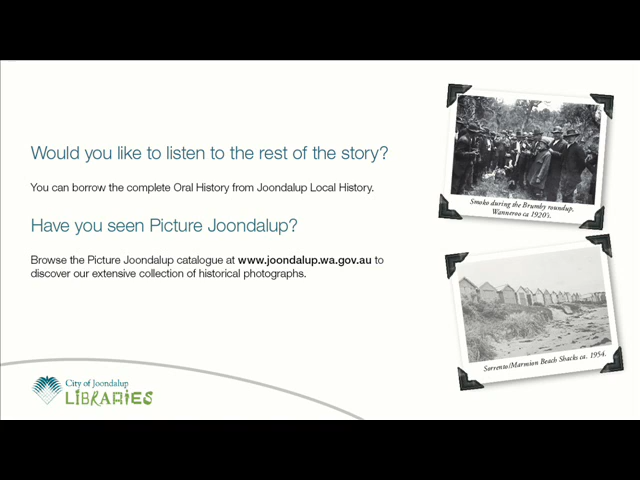 Would you like to listen to the rest of the story?
You can borrow the complete Oral History from Joondalup Local History.
Have you seen Picture Joondalup?
Browse the Picture Joondalup catalogue at www.joondalup.wa.gov.au to
discover our extensive collection of historical photographs.
Smoko during the Brumby roundup,
Wanneroo ca 1920's.
Sorrento/Marmion Beach Shacks ca. 1954.
City of Joondalup
LIBRARIES